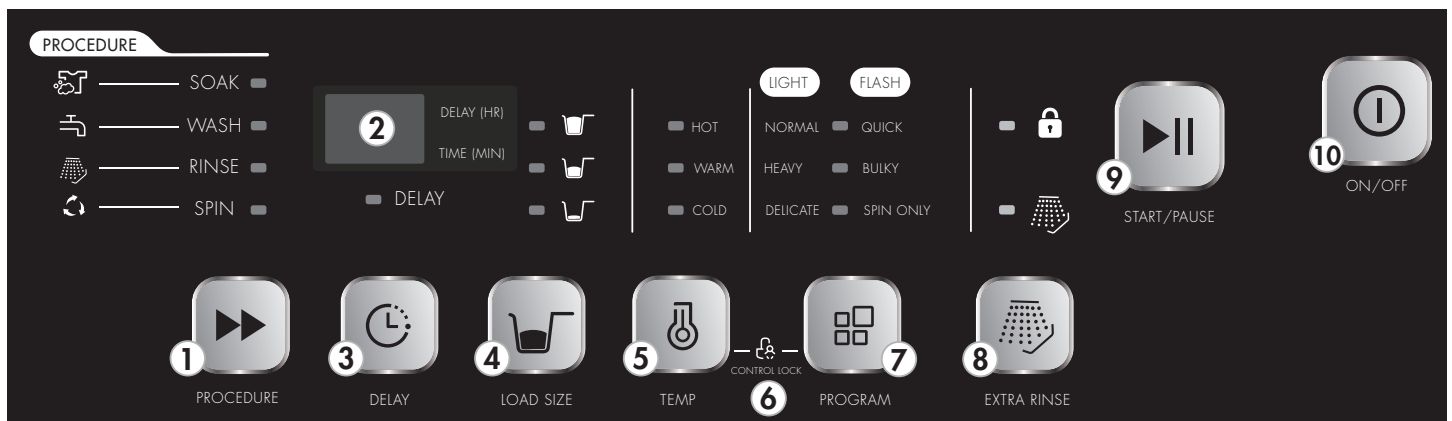 PROCEDURE
SOAK
WASH
RINSE
SPIN
2
DELAY (HR)
TIME (MIN)
DELAY
HOT
WARM
COLD
LIGHT FLASH
NORMAL QUICK
HEAVY BULKY
DELICATE SPIN ONLY
9
START/PAUSE
10
ON/OFF
1
PROCEDURE
3
DELAY
4
LOAD SIZE
5
TEMP
CONTROL LOCK
6
7
PROGRAM
8
EXTRA RINSE